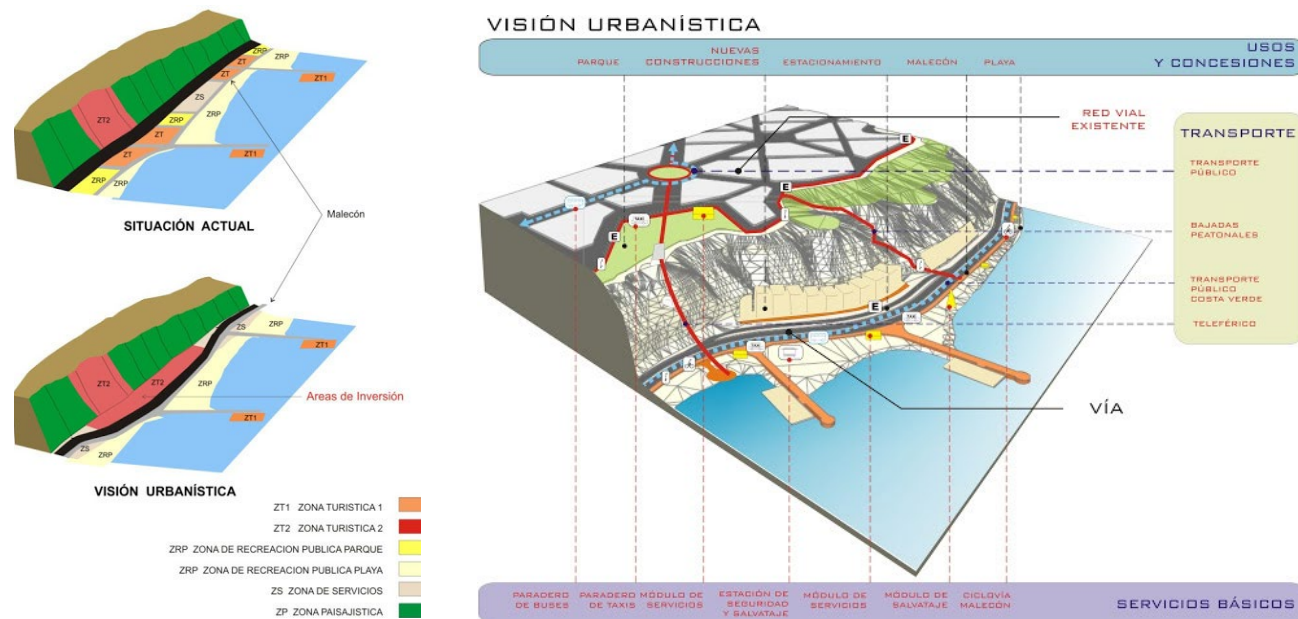 ZRP
ZRP
ZT
ZT1
ZT
ZS
ZRP
ZT2
ZRP
ZT
ZT
ZT1
ZRP
ZRP
SITUACIÓN ACTUAL
Malecón
ZRP
ZS
ZT1
ZT2
ZT2
ZRP
Areas de Inversión
ZT1
ZS
ZRP
VISIÓN URBANÍSTICA
ZT1 ZONA TURISTICA 1
ZT2 ZONA TURISTICA 2
ZRP ZONA DE RECREACION PUBLICA PARQUE
ZRP ZONA DE RECREACION PUBLICA PLAYA
ZS ZONA DE SERVICIOS
ZP ZONA PAISAJISTICA
VISIÓN URBANÍSTICA
PARQUE
NUEVAS
CONSTRUCCIONES
ESTACIONAMIENTO
MALECÓN
PLAYA
USOS
Y CONCESIONES
RED VIAL
EXISTENTE
TRANSPORTE
TRANSPORTE
PÚBLICO
BAJADAS
PEATONALES
TRANSPORTE
PÚBLICO
COSTA VERDE
TELEFÉRICO
E
E
E
E
TAXI
TAXI
TAXI
VÍA
PARADERO
DE BUSES
PARADERO
DE TAXIS
MÓDULO DE
SERVICIOS
ESTACIÓN DE
SEGURIDAD
Y SALVATAJE
MÓDULO DE
SERVICIOS
MÓDULO DE
SALVATAJE
CICLOVÍA
MALECÓN
SERVICIOS BÁSICOS